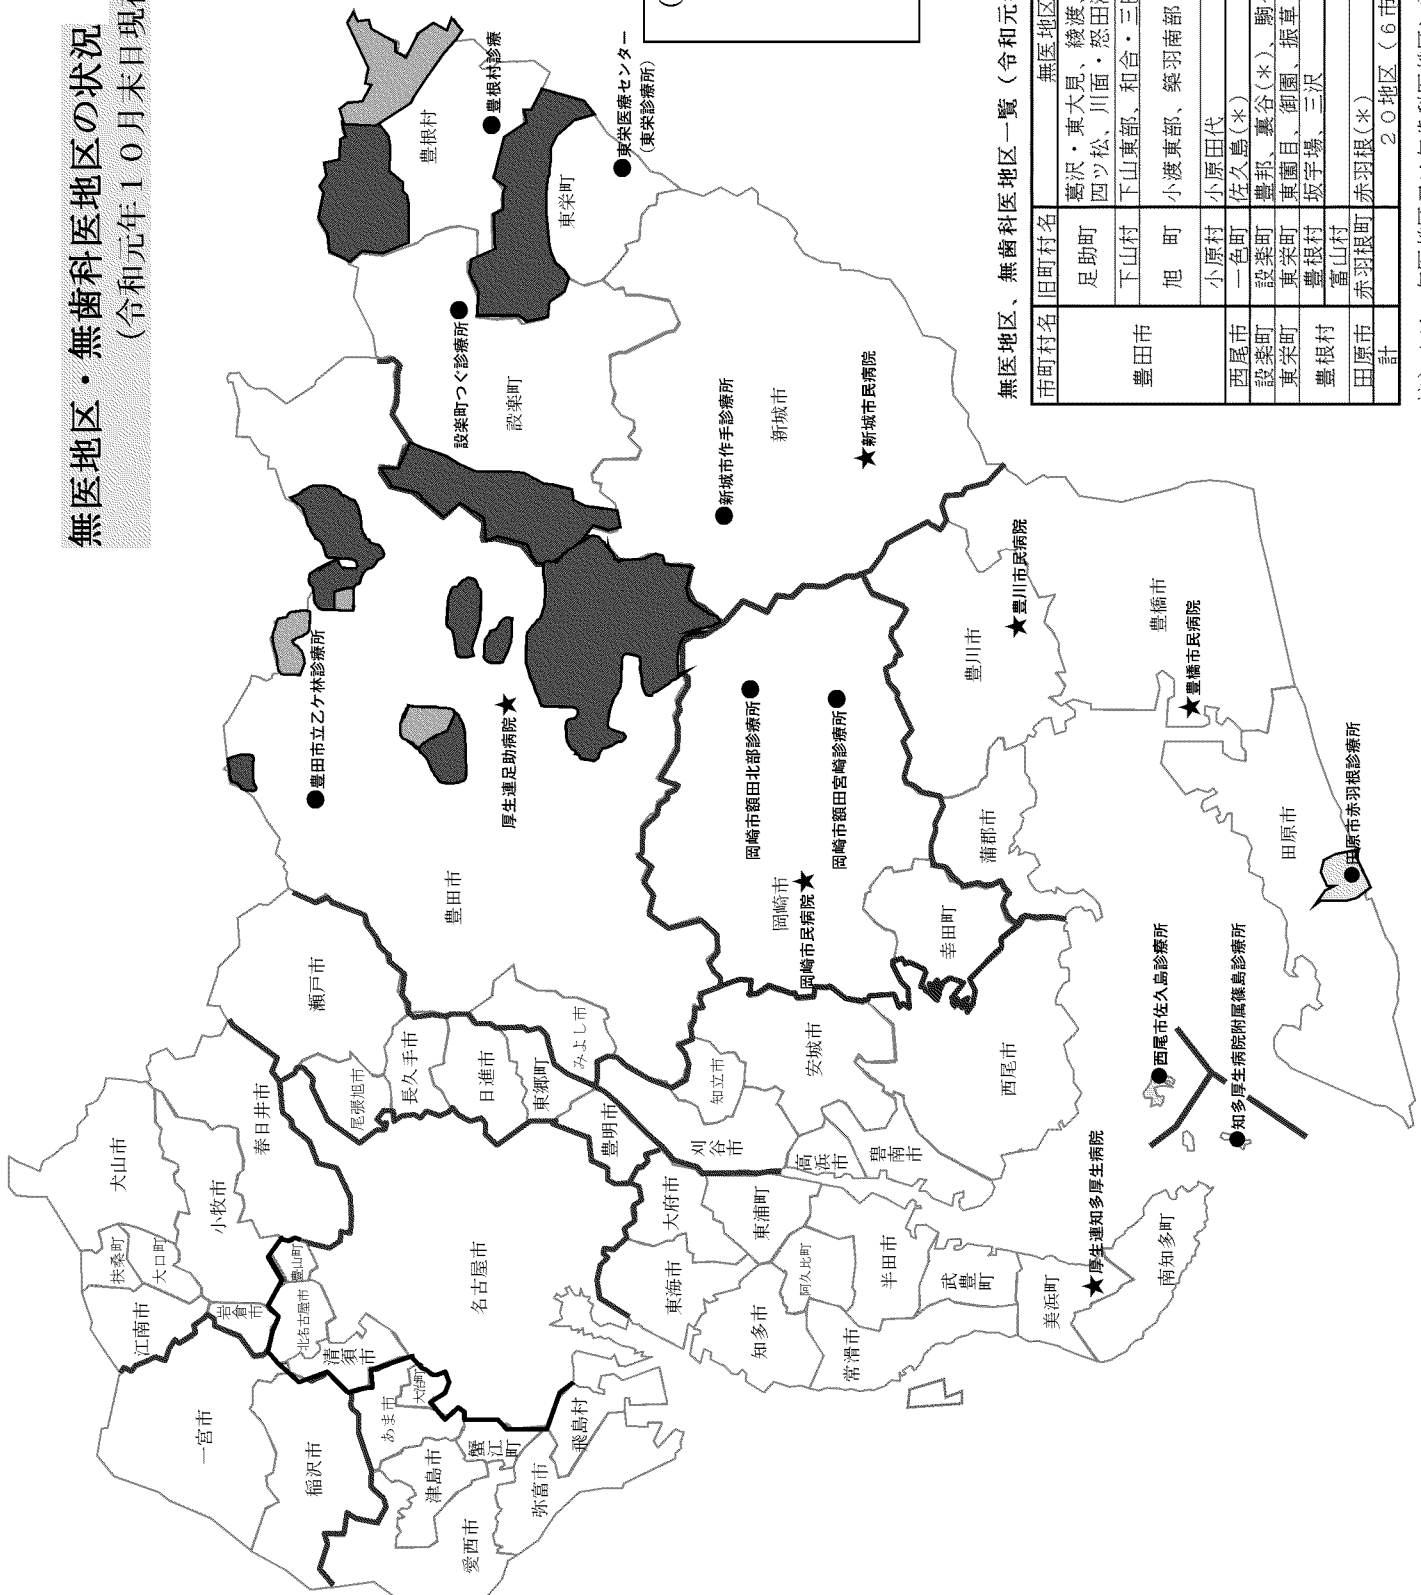 無医地区・無歯科医地区の状況
(令和元年10月末日現
犬山市
扶桑町
大口町
江南市
小牧市
春日井市
岩倉市
豊山町
北名古屋市
清須市
一宮市
稲沢市
あま市
大治町
津島市
愛西市
蟹江町
弥富市
飛島村
名古屋市
瀬戸市
尾張旭市
長久手市
日進市
東郷町
みよし市
豊明市
大府市
東海市
東浦町
知多市
阿久比町
半田市
常滑市
武豊町
美浜町
南知多町
★厚生連知多厚生病院
●知多厚生病院附属篠島診療所
刈谷市
知立市
高浜市
碧南市
安城市
西尾市
●西尾市佐久島診療所
豊田市
●豊田市立乙ケ林診療所
厚生連足助病院★
岡崎市
岡崎市民病院★
岡崎市額田北部診療所●
岡崎市額田宮崎診療所●
幸田町
蒲郡市
豊川市
★豊川市民病院
豊橋市
★豊橋市民病院
田原市
●田原市赤羽根診療所
新城市
●新城市作手診療所
★新城市民病院
設楽町
設楽町つぐ診療所●
東栄町
●東栄医療センター
(東栄診療所)
豊根村
●豊根村診療
(
無医地区、無歯科医地区一覧(令和元
市町村名 旧町村名 無医地区
豊田市 足助町 葛沢・東大見、綾渡、
四ツ松、川面・怒田
下山村 下山東部、和合・三
旭 町 小渡東部、築羽南部
小原村 小原田代
西尾市 一色町 佐久島(*)
設楽町 設楽町 豊邦、裏谷(*)、駒
東栄町 東栄町 東薗目、御園、振草
豊根村 豊根村 坂宇場、三沢
富山村
田原市 赤羽根町 赤羽根(*)
計 20地区(6市